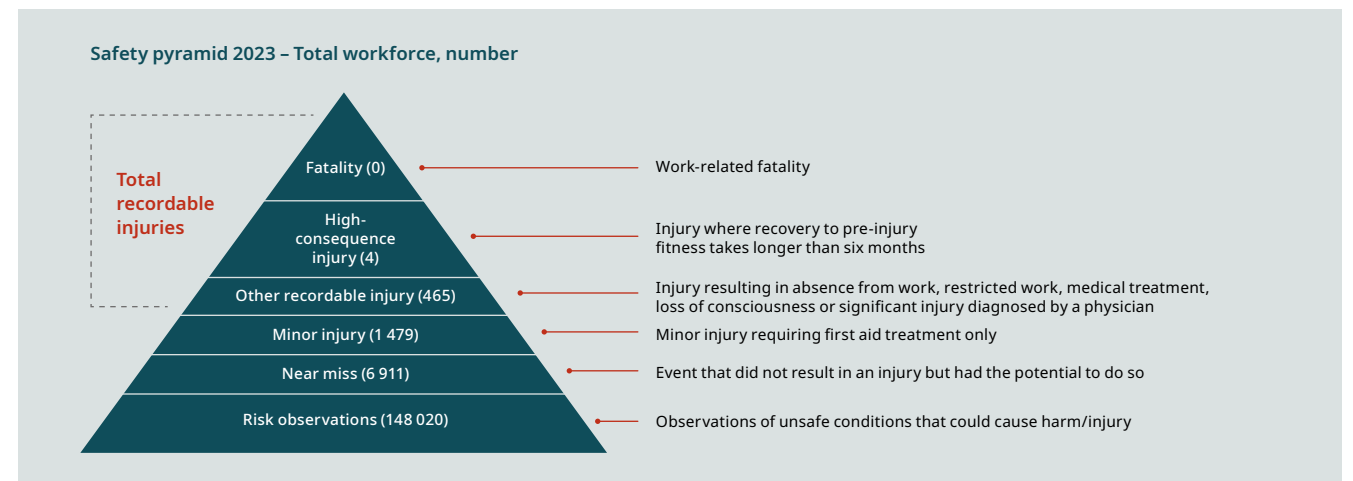 Safety pyramid 2023 – Total workforce, number
Total
recordable
injuries
Fatality (0)
Work-related fatality
High-
consequence
injury (4)
Injury where recovery to pre-injury
fitness takes longer than six months
Other recordable injury (465)
Injury resulting in absence from work, restricted work, medical treatment,
loss of consciousness or significant injury diagnosed by a physician
Minor injury (1 479)
Minor injury requiring first aid treatment only
Near miss (6 911)
Event that did not result in an injury but had the potential to do so
Risk observations (148 020)
Observations of unsafe conditions that could cause harm/injury